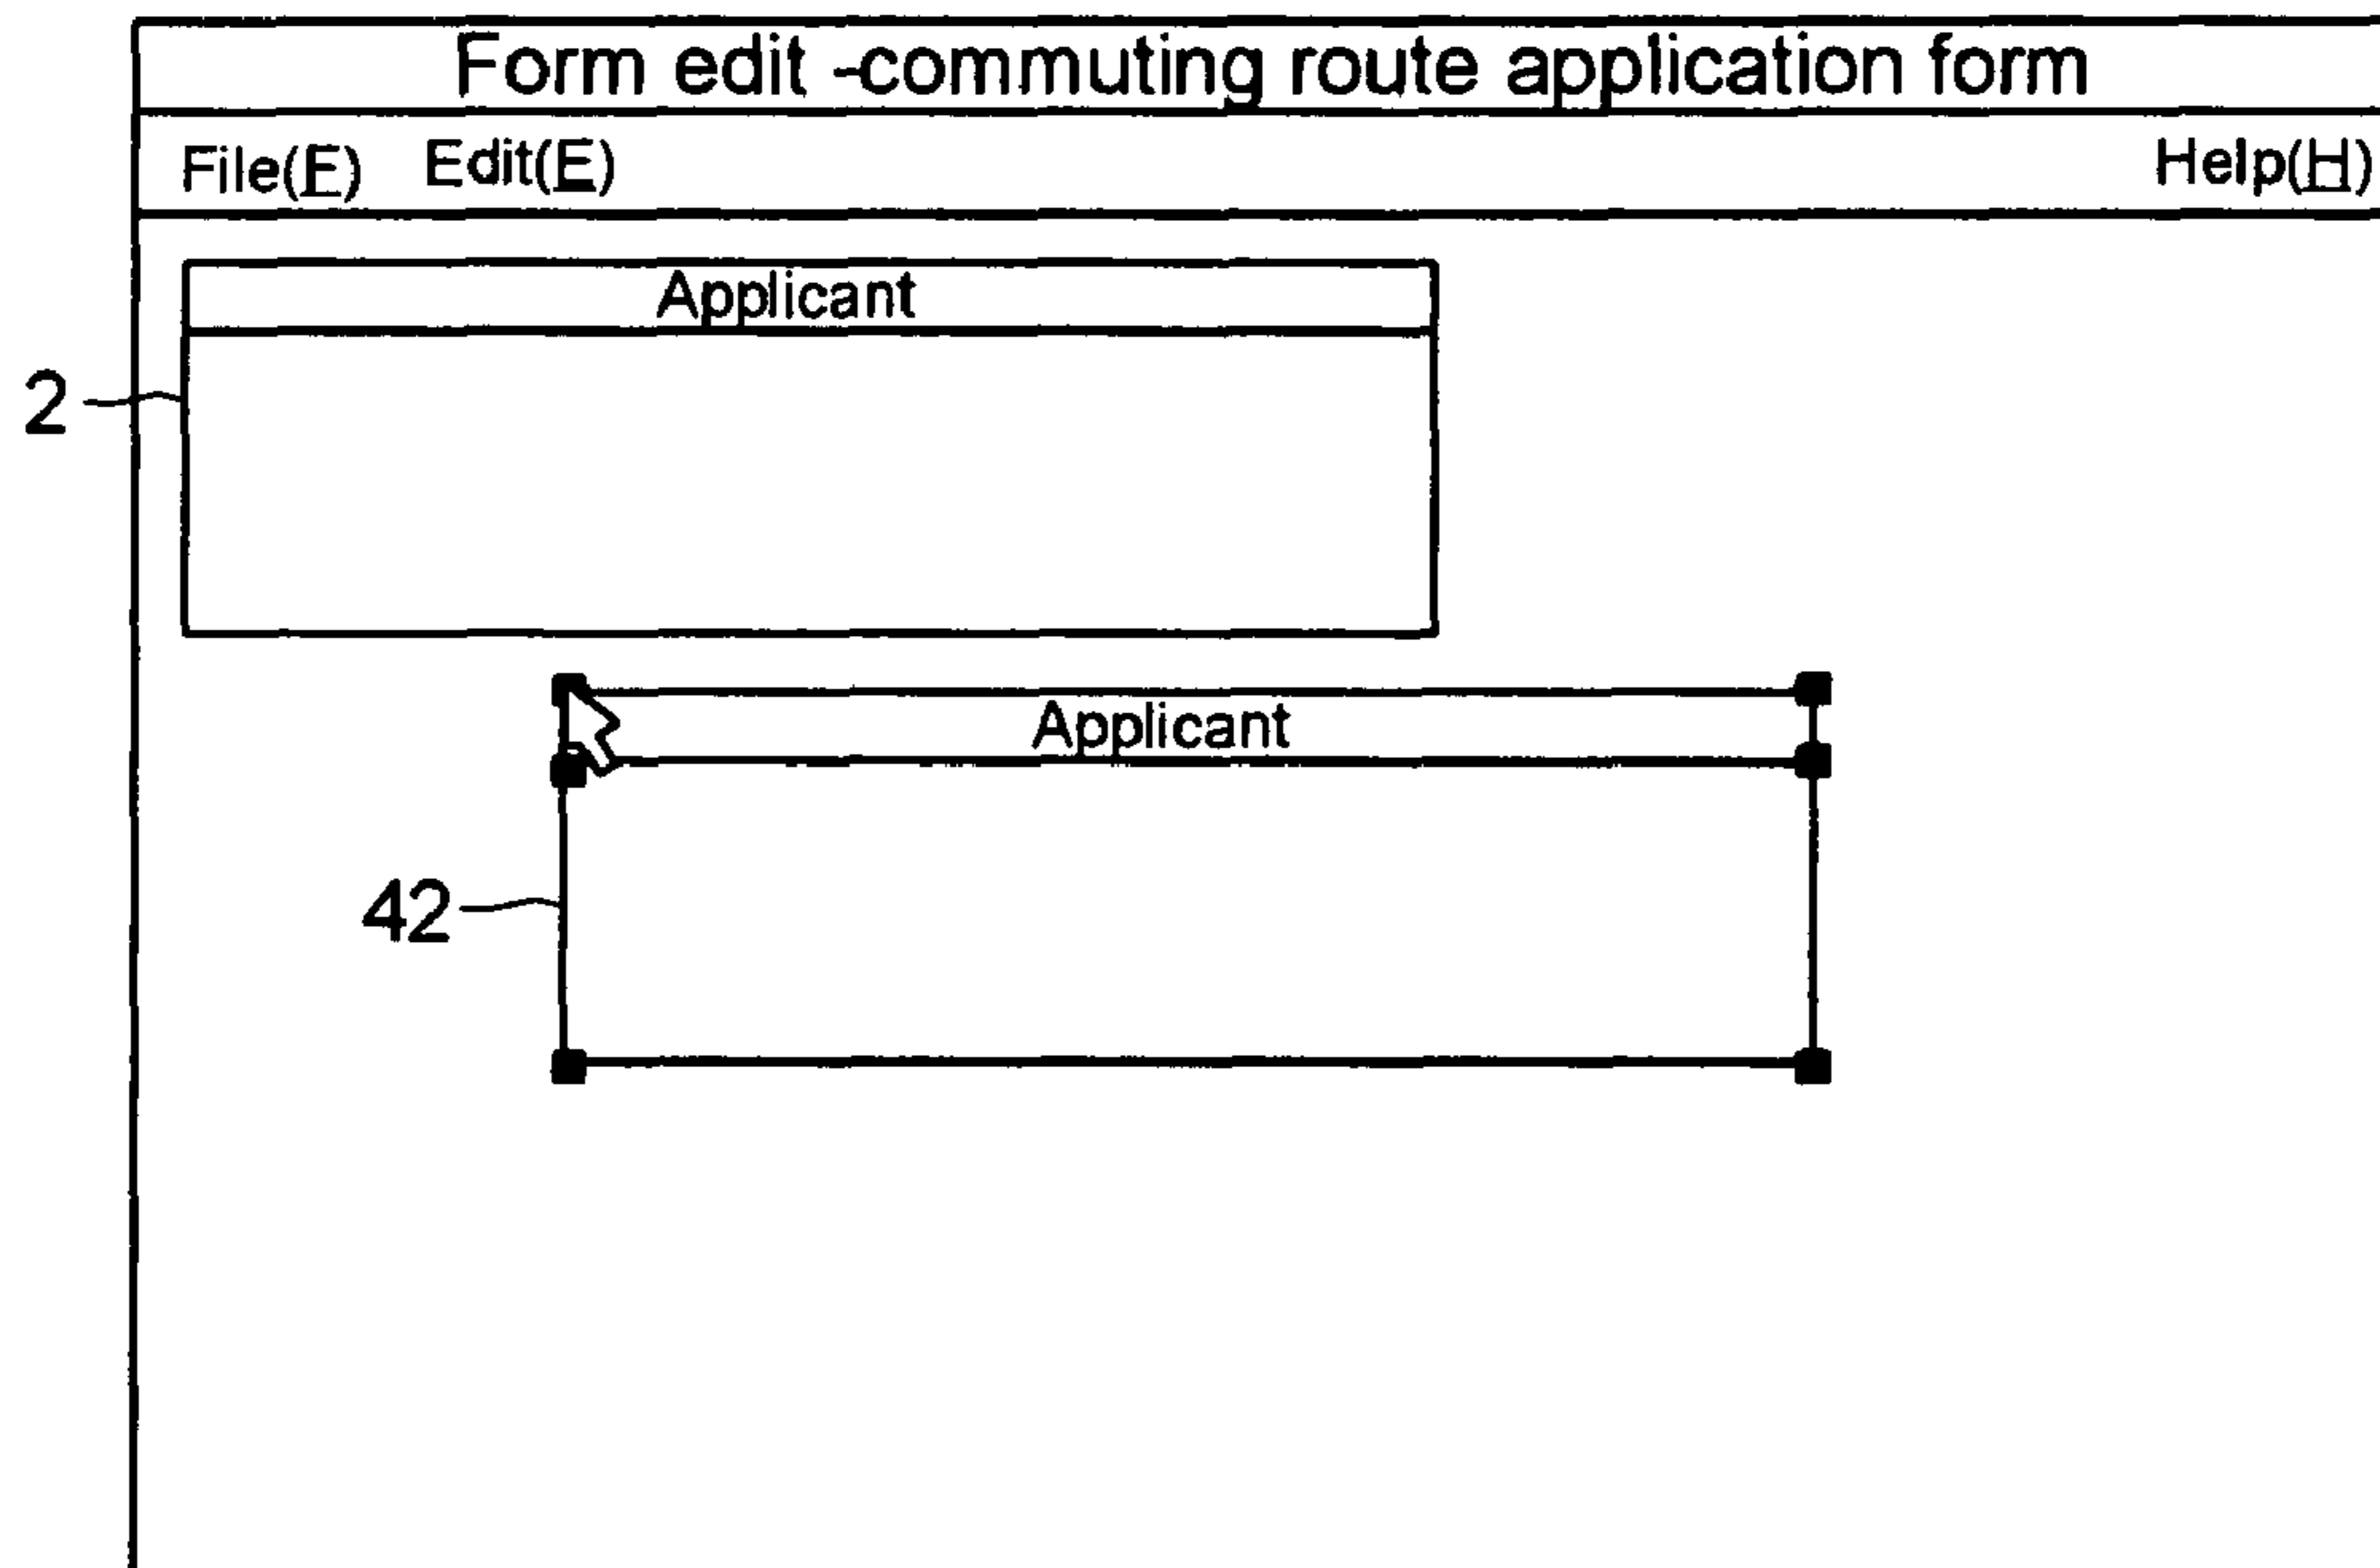 Form edit -commuting route application form
File(F) Edit(E) Help(H)
Applicant
2
Applicant
42